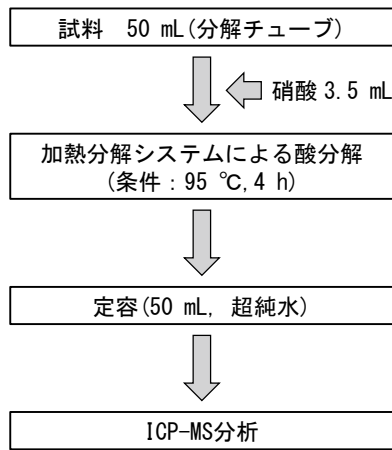 試料　50 mL(分解チューブ)
硝酸 3.5 mL
加熱分解システムによる酸分解
(条件：95 ℃, 4 h)
定容(50 mL, 超純水)
ICP-MS分析